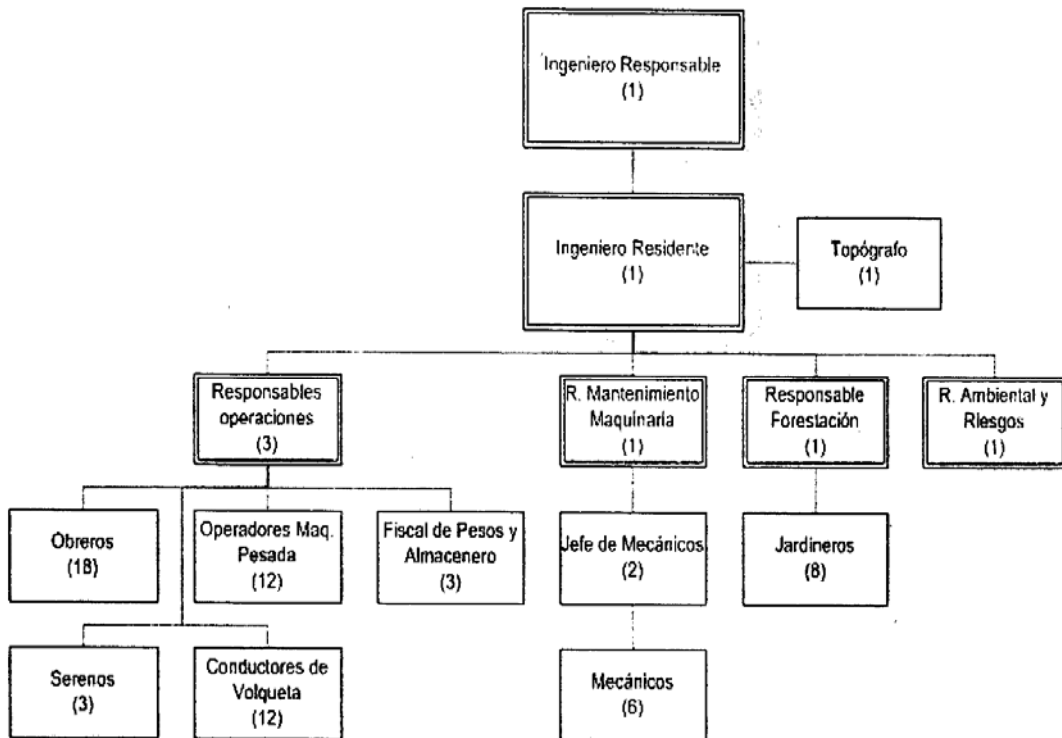 Ingeniero Responsable
(1)
Ingeniero Residente
(1)
Topógrafo
(1)
Responsables
operaciones
(3)
R. Mantenimiento
Maquinaria
(1)
Responsable
Forestación
(1)
R. Ambiental y
Riesgos
(1)
Obreros
(18)
Operadores Maq.
Pesada
(12)
Fiscal de Pesos y
Almacenero
(3)
Jefe de Mecánicos
(2)
Jardineros
(8)
Serenos
(3)
Conductores de
Volqueta
(12)
Mecánicos
(6)